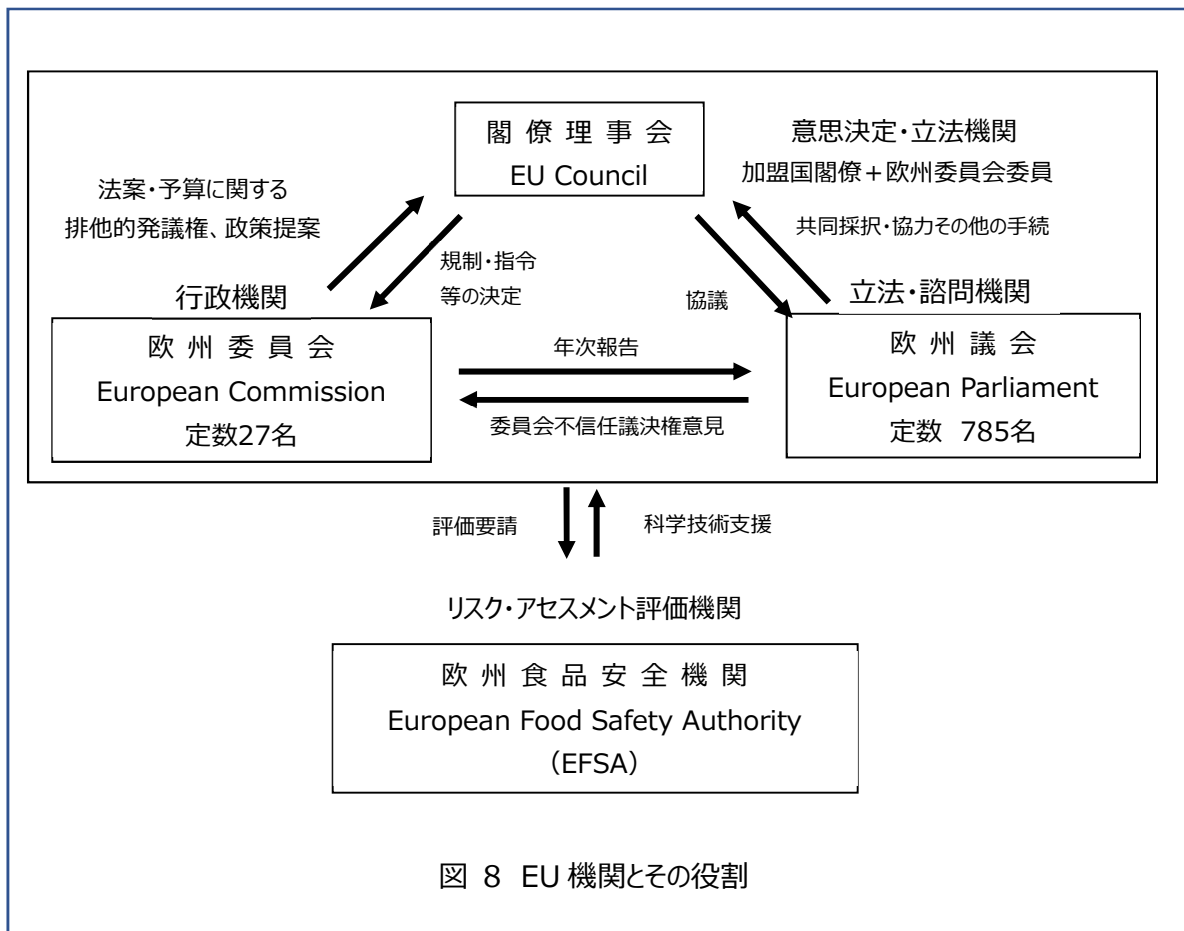 閣 僚 理 事 会
EU Council
意思決定・立法機関
加盟国閣僚＋欧州委員会委員
法案・予算に関する
排他的発議権、政策提案
共同採択・協力その他の手続
規制・指令
等の決定
協議
行政機関
立法・諮問機関
欧 州 委 員 会
European Commission
定数27名
年次報告
委員会不信任議決権意見
欧 州 議 会
European Parliament
定数 785名
評価要請
科学技術支援
リスク・アセスメント評価機関
欧 州 食 品 安 全 機 関
European Food Safety Authority
（EFSA）
図 8 EU 機関とその役割